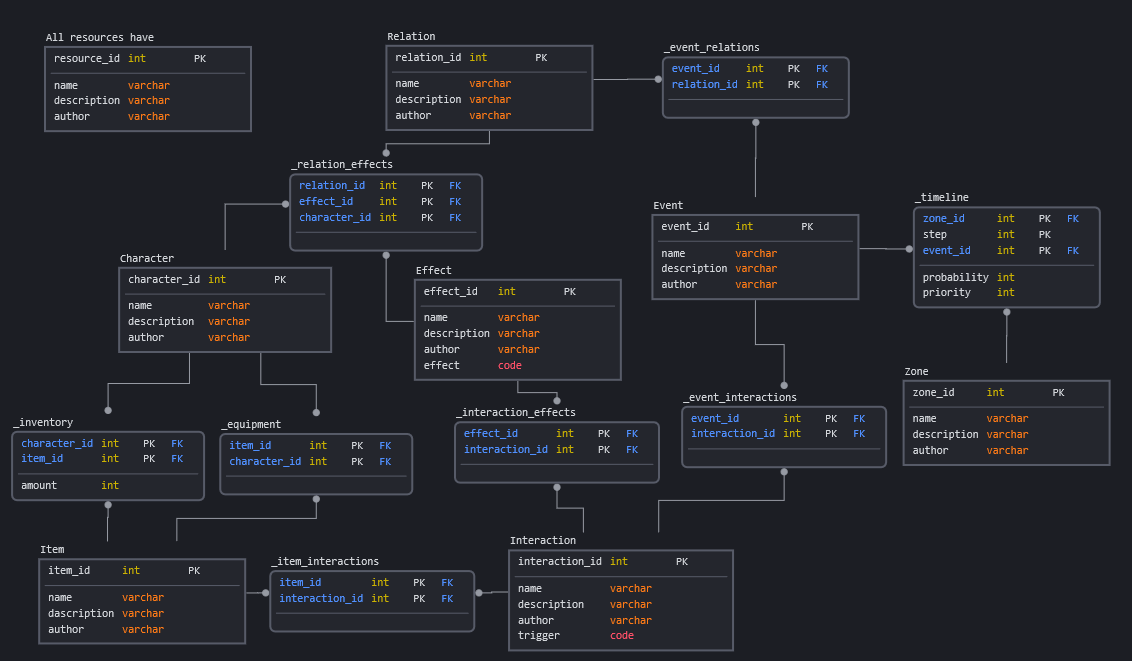 All resources have
resource_id int PK
name varchar
description varchar
author varchar
Relation
relation_id int PK
name varchar
description varchar
author varchar
_event_relations
event_id int PK FK
relation_id int PK FK
_relation_effects
relation_id int PK FK
effect_id int PK FK
character_id int PK FK
Event
event_id int PK
name varchar
description varchar
author varchar
_timeline
zone_id int PK FK
step int PK
event_id int PK FK
probability int
priority int
Character
character_id int PK
name varchar
description varchar
author varchar
Effect
effect_id int PK
name varchar
description varchar
author varchar
effect code
Zone
zone_id int PK
name varchar
description varchar
author varchar
_inventory
character_id int PK FK
item_id int PK FK
amount int
_equipment
item_id int PK FK
character_id int PK FK
_interaction_effects
effect_id int PK FK
interaction_id int PK FK
_event_interactions
event_id int PK FK
interaction_id int PK FK
Item
item_id int PK
name varchar
dascription varchar
author varchar
_item_interactions
item_id int PK FK
interaction_id int PK FK
Interaction
interaction_id int PK
name varchar
description varchar
author varchar
trigger code